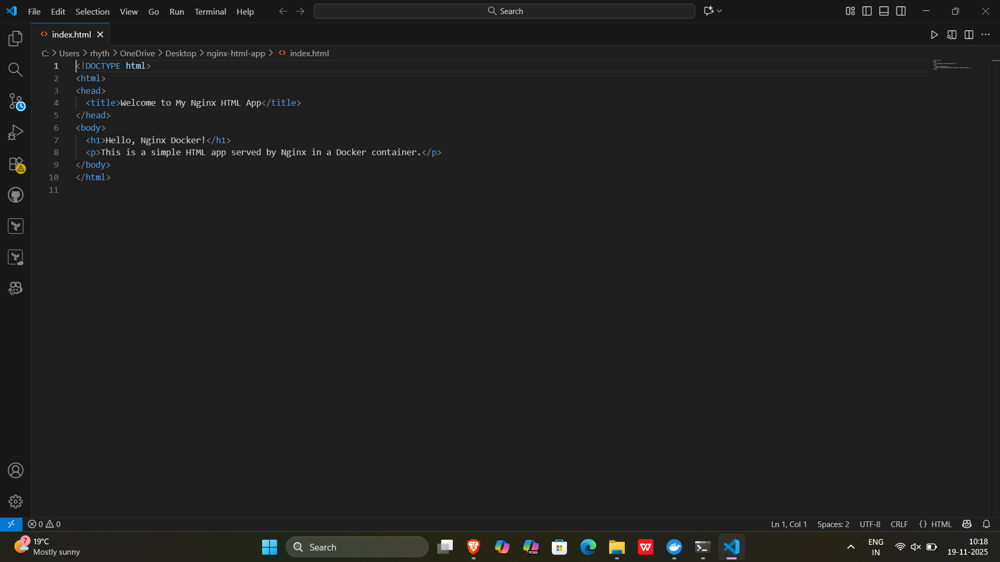 File Edit Selection View Go Run Terminal Help
Search
index.html
C: > Users > rhyth > OneDrive > Desktop > nginx-html-app > <> index.html
1 <!DOCTYPE html>
2 <html>
3 <head>
4 <title>Welcome to My Nginx HTML App</title>
5 </head>
6 <body>
7 <h1>Hello, Nginx Docker!</h1>
8 <p>This is a simple HTML app served by Nginx in a Docker container.</p>
9 </body>
10 </html>
11
0 0
Ln 1, Col 1 Spaces: 2 UTF-8 CRLF {} HTML
7
19°C
Mostly sunny
Search
M365
W
ENG
IN
10:18
19-11-2025